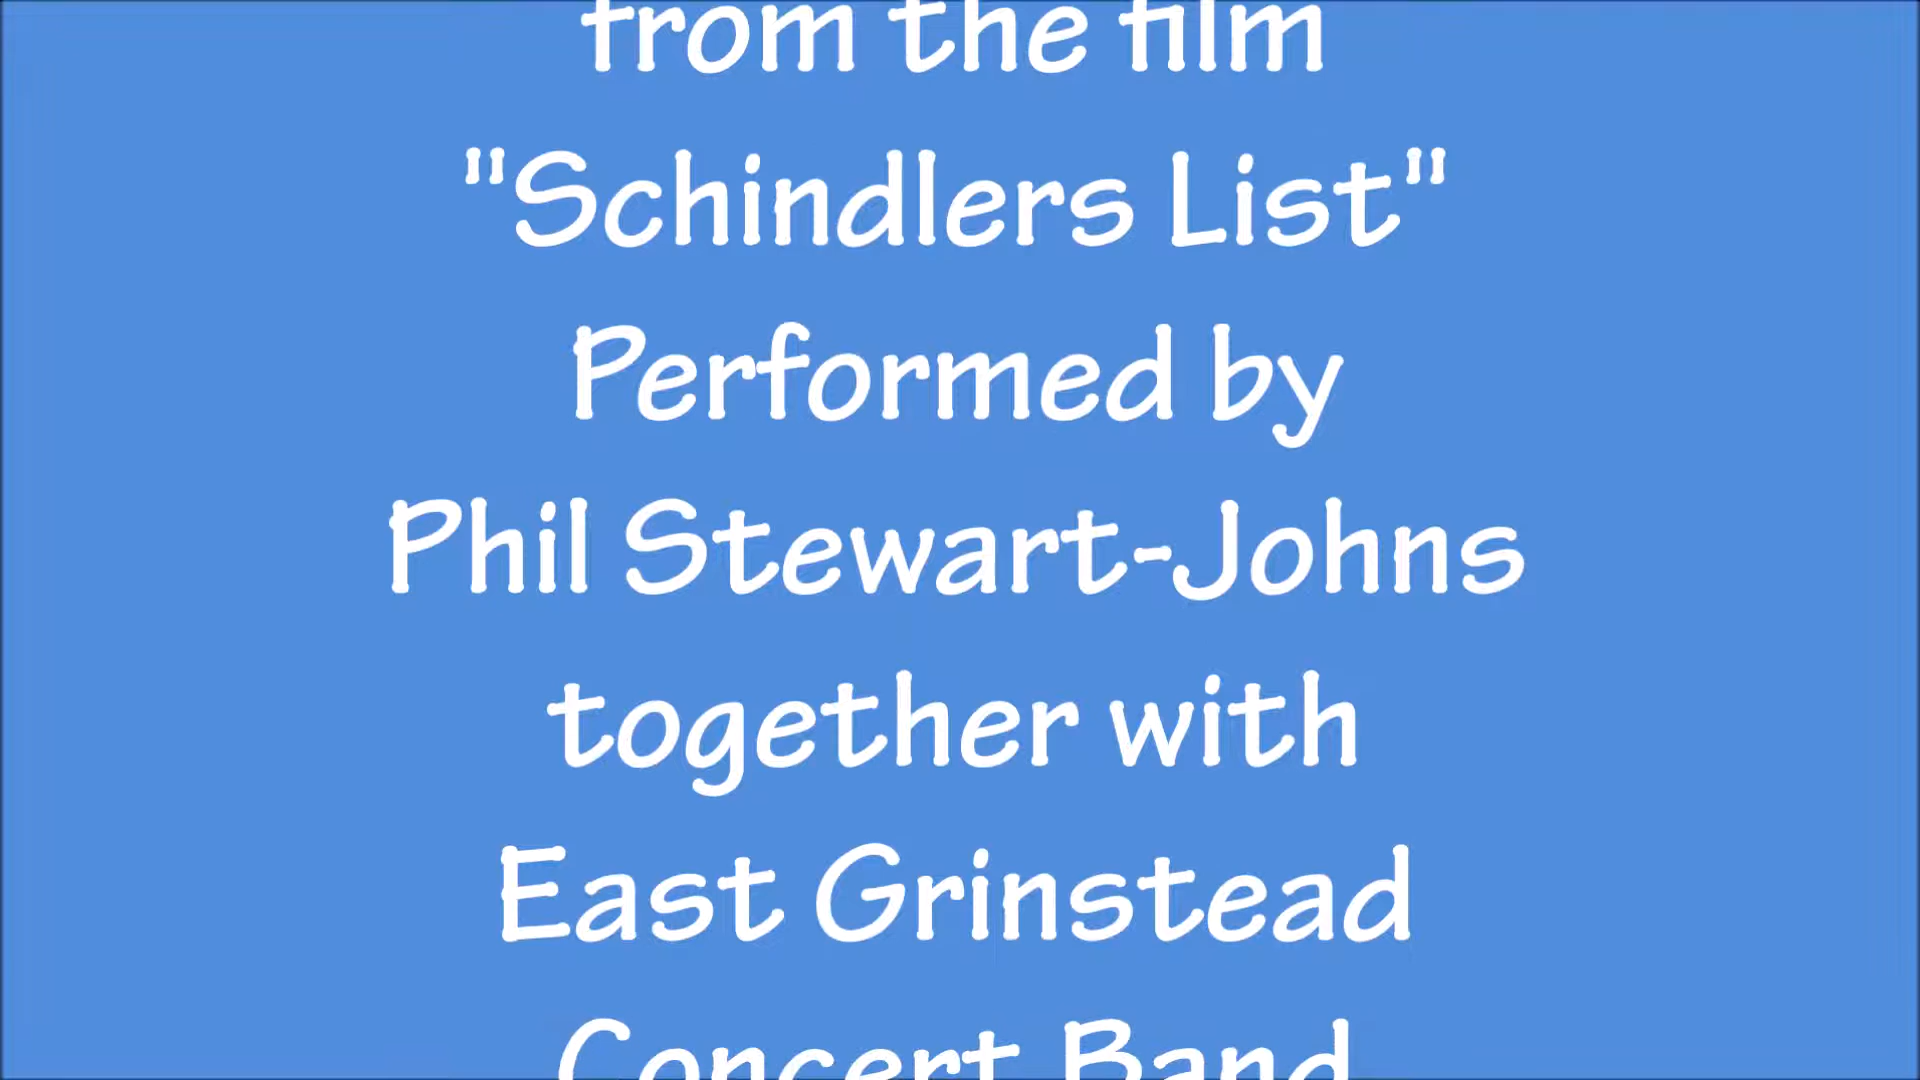 from the film
"Schindlers List"
Performed by
Phil Stewart-Johns
together with
East Grinstead
Concert Band